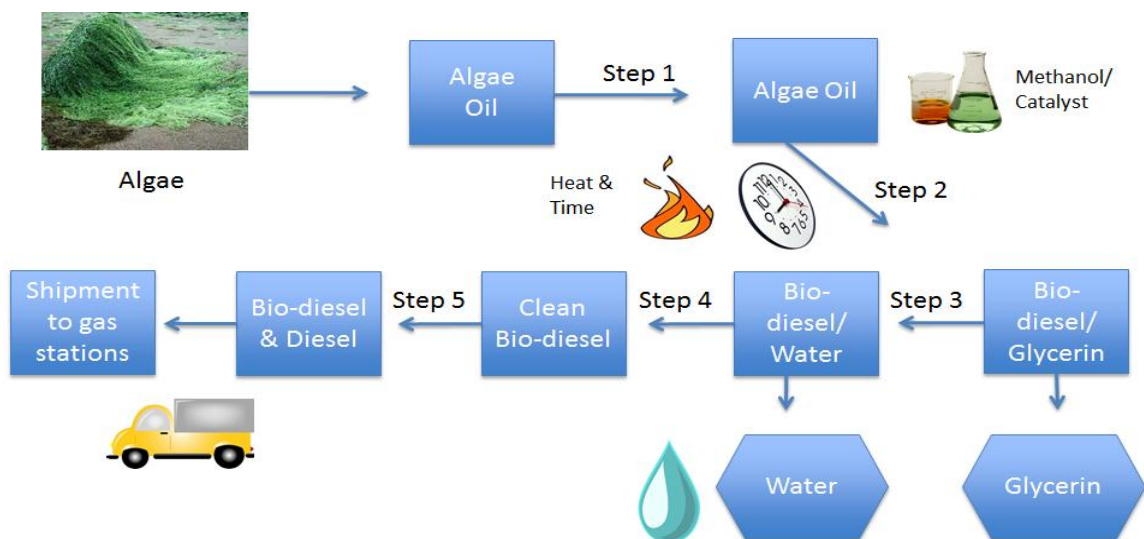 Algae
Algae
Oil
Step 1
Algae Oil
Methanol/
Catalyst
Heat &
Time
Step 2
Shipment
to gas
stations
Bio-diesel
& Diesel
Step 5
Clean
Bio-diesel
Step 4
Bio-
diesel/
Water
Step 3
Bio-
diesel/
Glycerin
Water
Glycerin